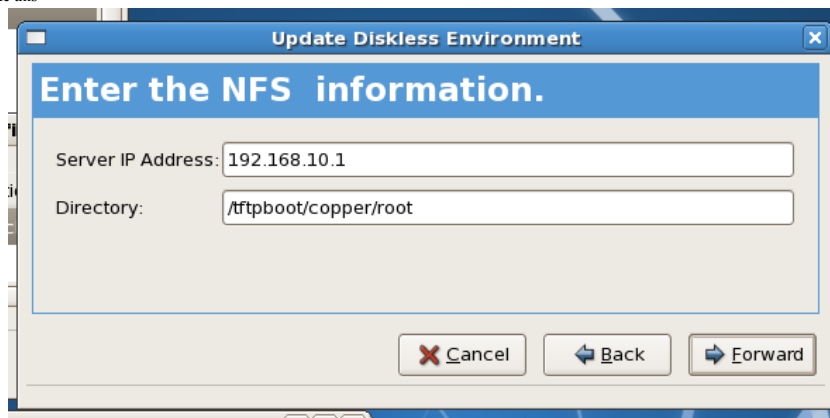 Update Diskless Environment
Enter the NFS information.
Server IP Address: 192.168.10.1
Directory: /tftpboot/copper/root
Cancel Back Forward